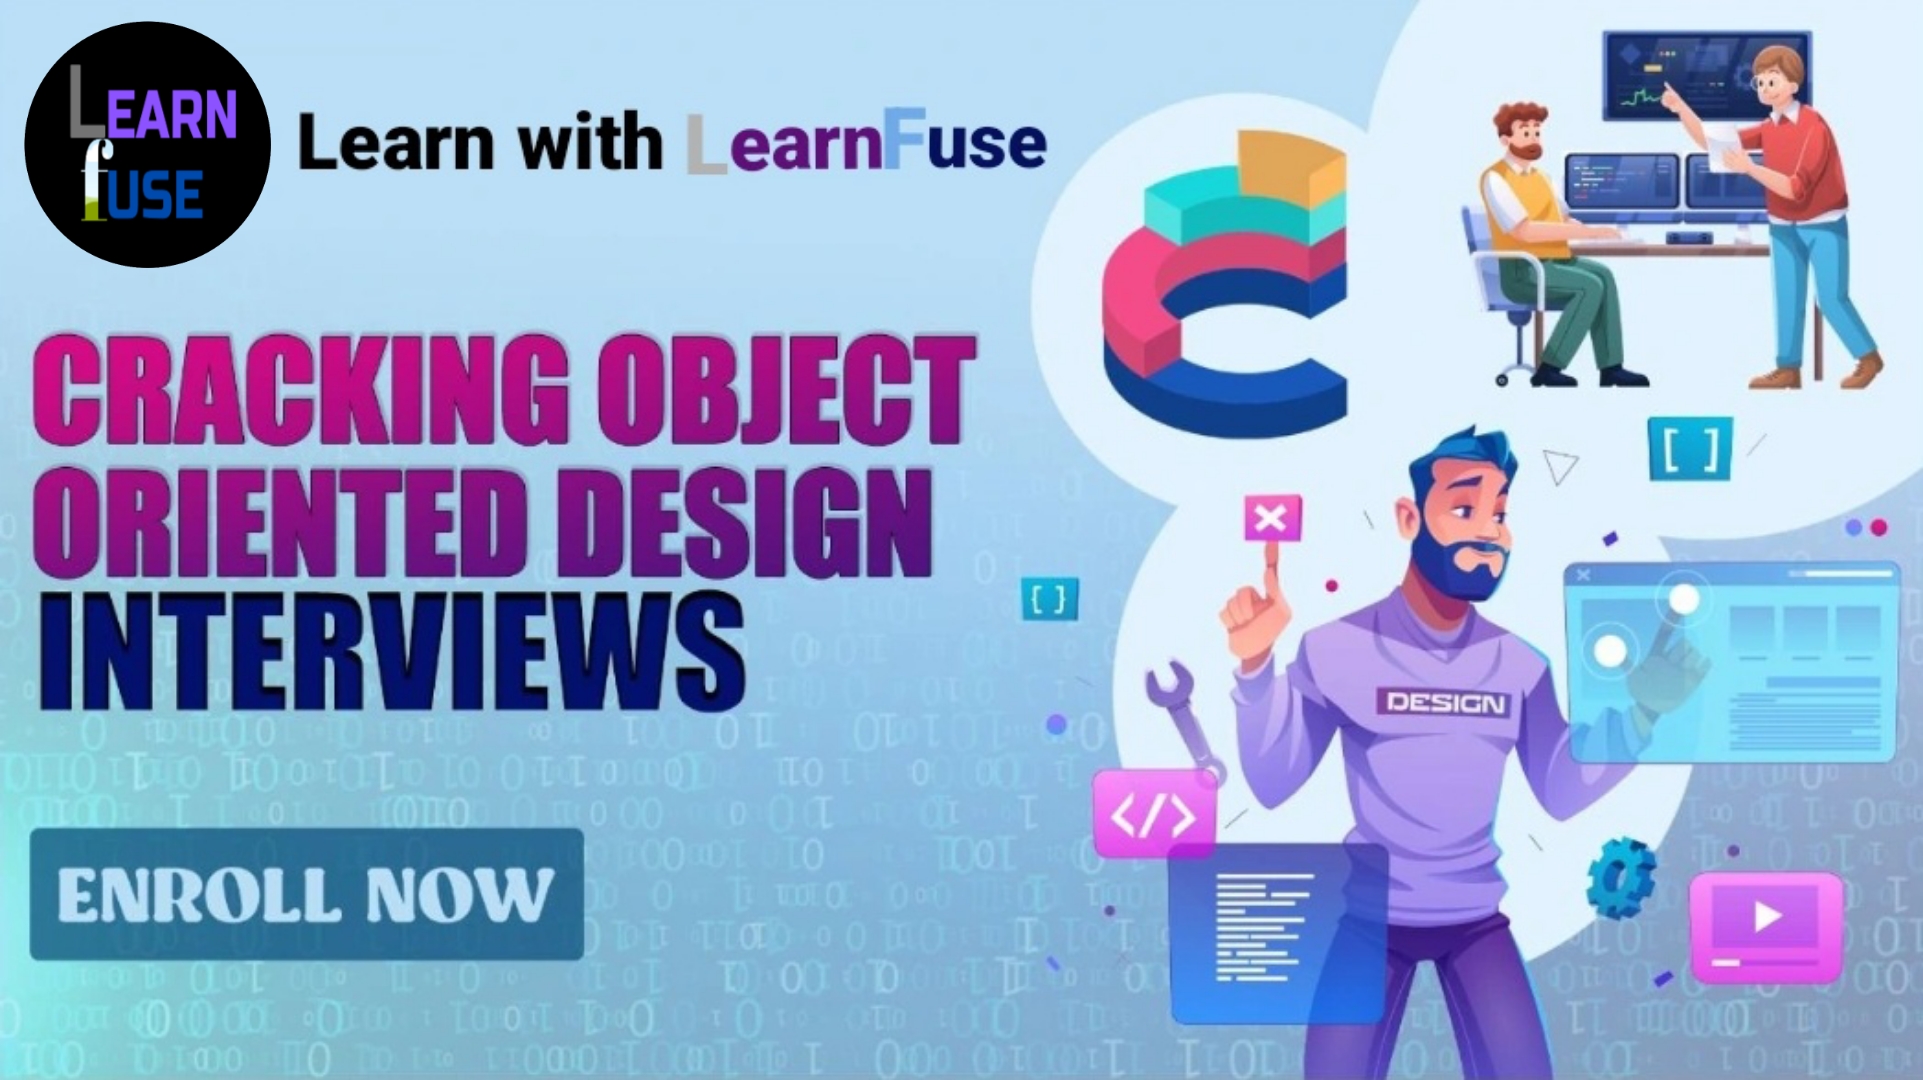 LEARN
fUSE
Learn with LearnFuse
CRACKING OBJECT
ORIENTED DESIGN
INTERVIEWS
ENROLL NOW
[ ]
{ }
DESIGN
</>